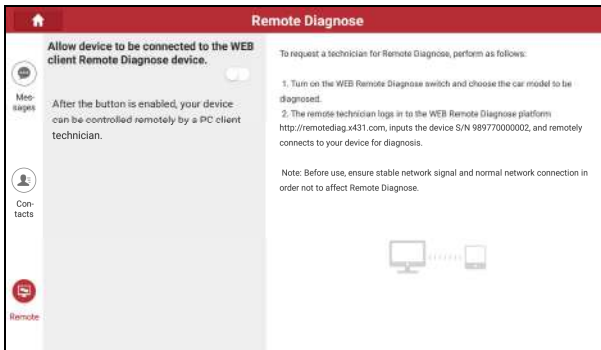 Remote Diagnose
Allow device to be connected to the WEB
client Remote Diagnose device.
After the button is enabled, your device
can be controlled remotely by a PC client
technician.
Mes-
sages
Con-
tacts
Remote
To request a technician for Remote Diagnose, perform as follows:
1. Turn on the WEB Remote Diagnose switch and choose the car model to be
diagnosed.
2. The remote technician logs in to the WEB Remote Diagnose platform
http://remotediag.x431.com, inputs the device S/N 989770000002, and remotely
connects to your device for diagnosis.
Note: Before use, ensure stable network signal and normal network connection in
order not to affect Remote Diagnose.